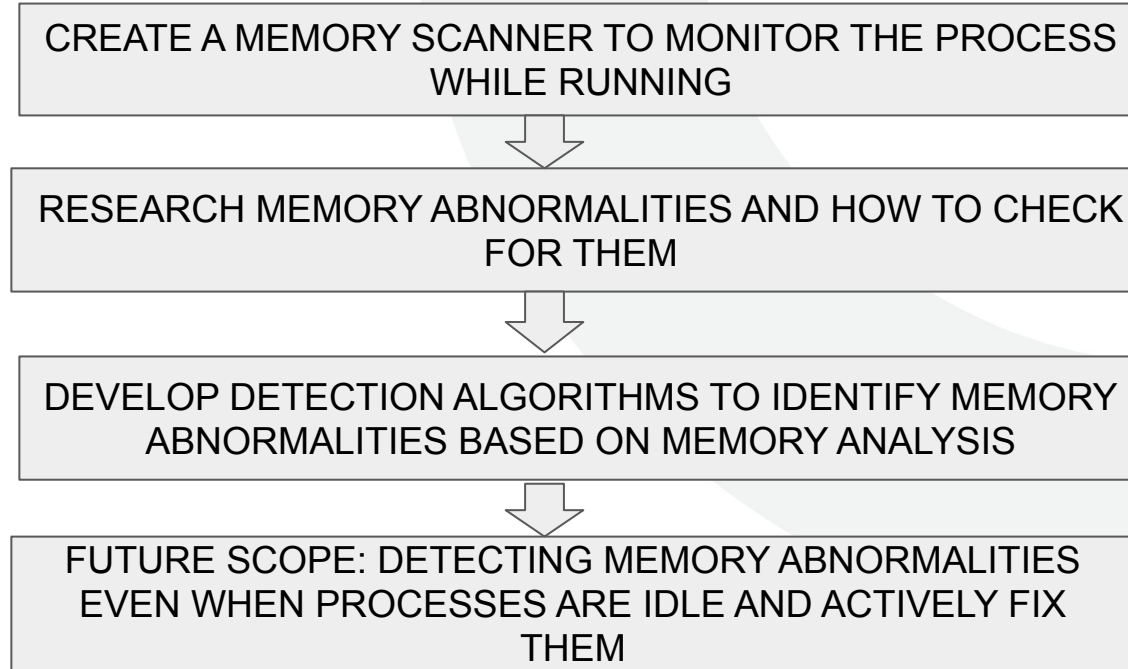 CREATE A MEMORY SCANNER TO MONITOR THE PROCESS
WHILE RUNNING
RESEARCH MEMORY ABNORMALITIES AND HOW TO CHECK
FOR THEM
DEVELOP DETECTION ALGORITHMS TO IDENTIFY MEMORY
ABNORMALITIES BASED ON MEMORY ANALYSIS
FUTURE SCOPE: DETECTING MEMORY ABNORMALITIES
EVEN WHEN PROCESSES ARE IDLE AND ACTIVELY FIX
THEM